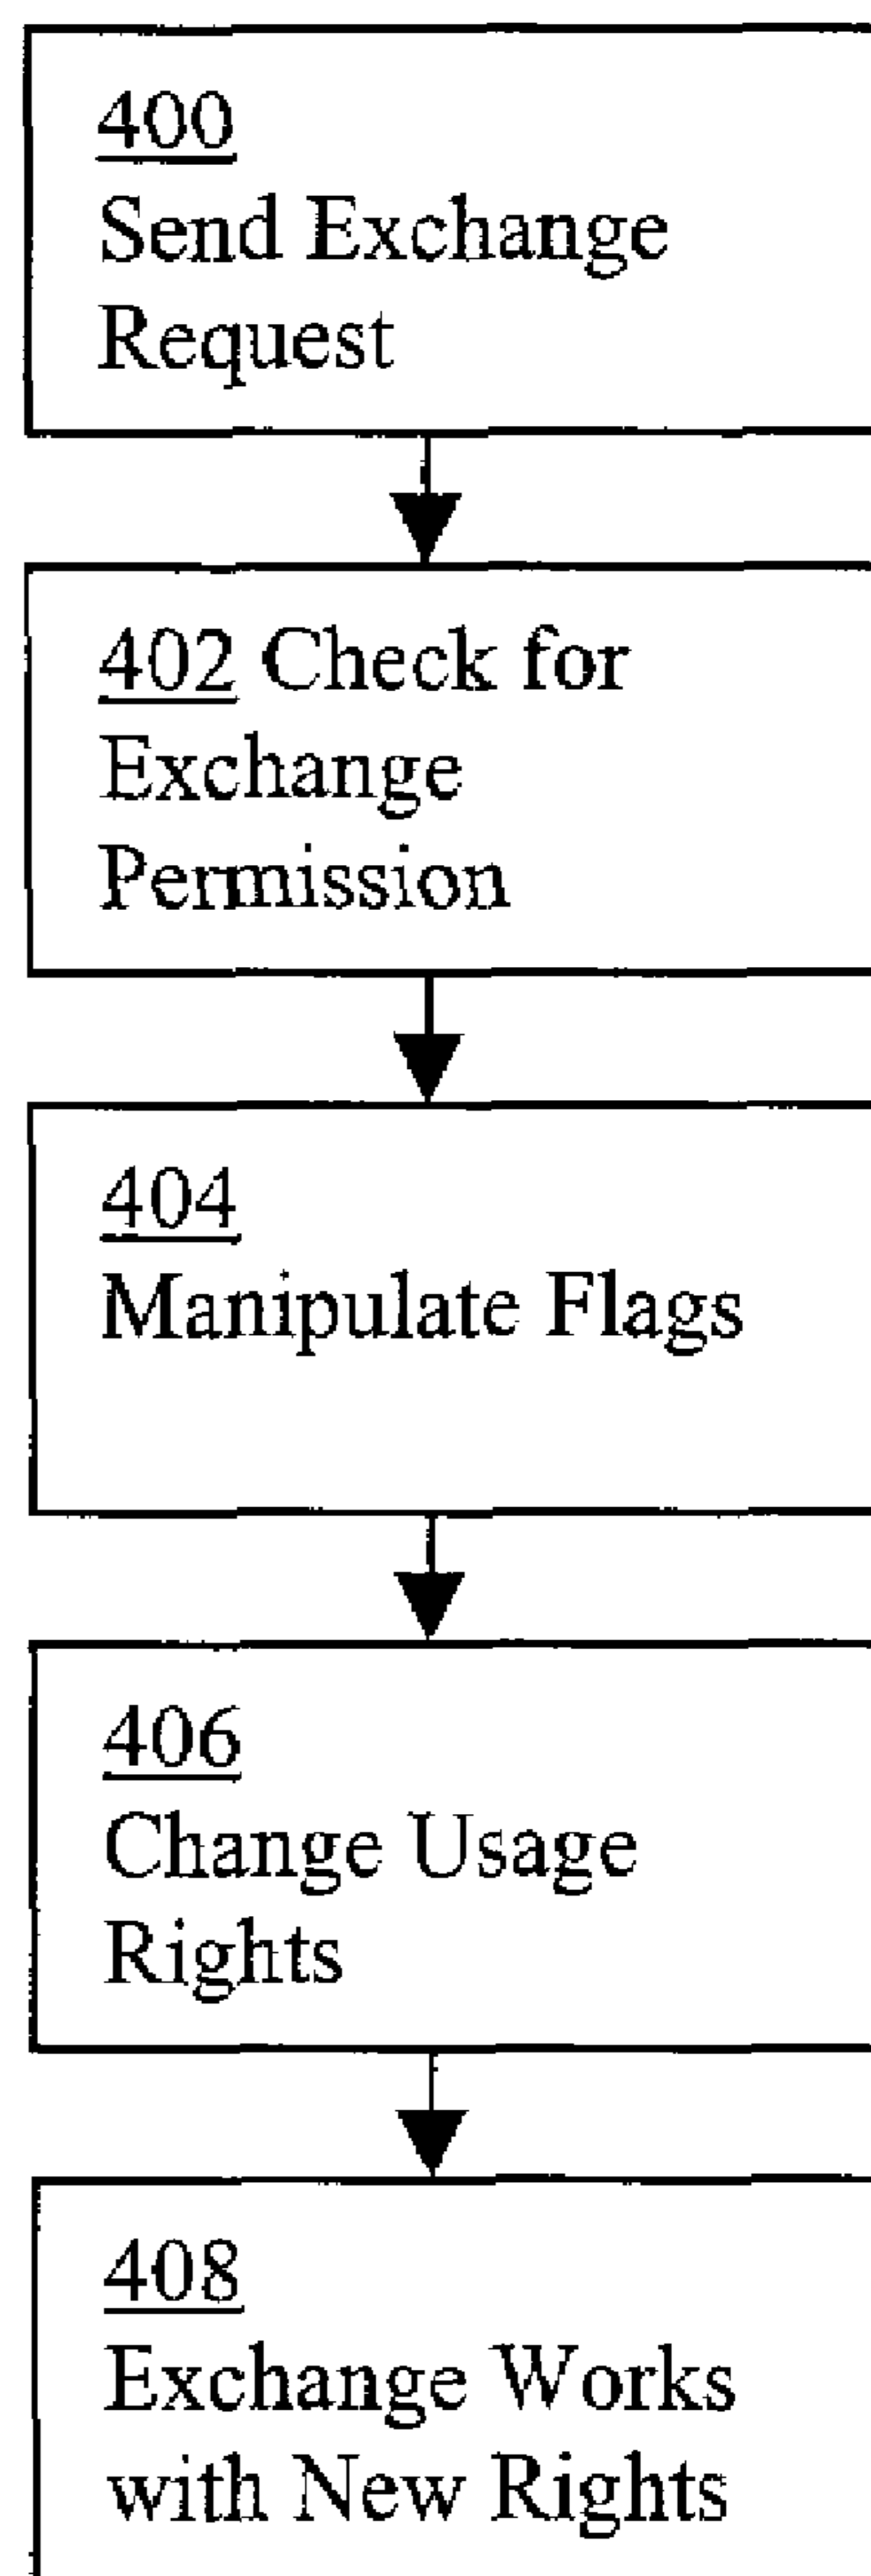 400
Send Exchange
Request
402 Check for
Exchange
Permission
404
Manipulate Flags
406
Change Usage
Rights
408
Exchange Works
with New Rights